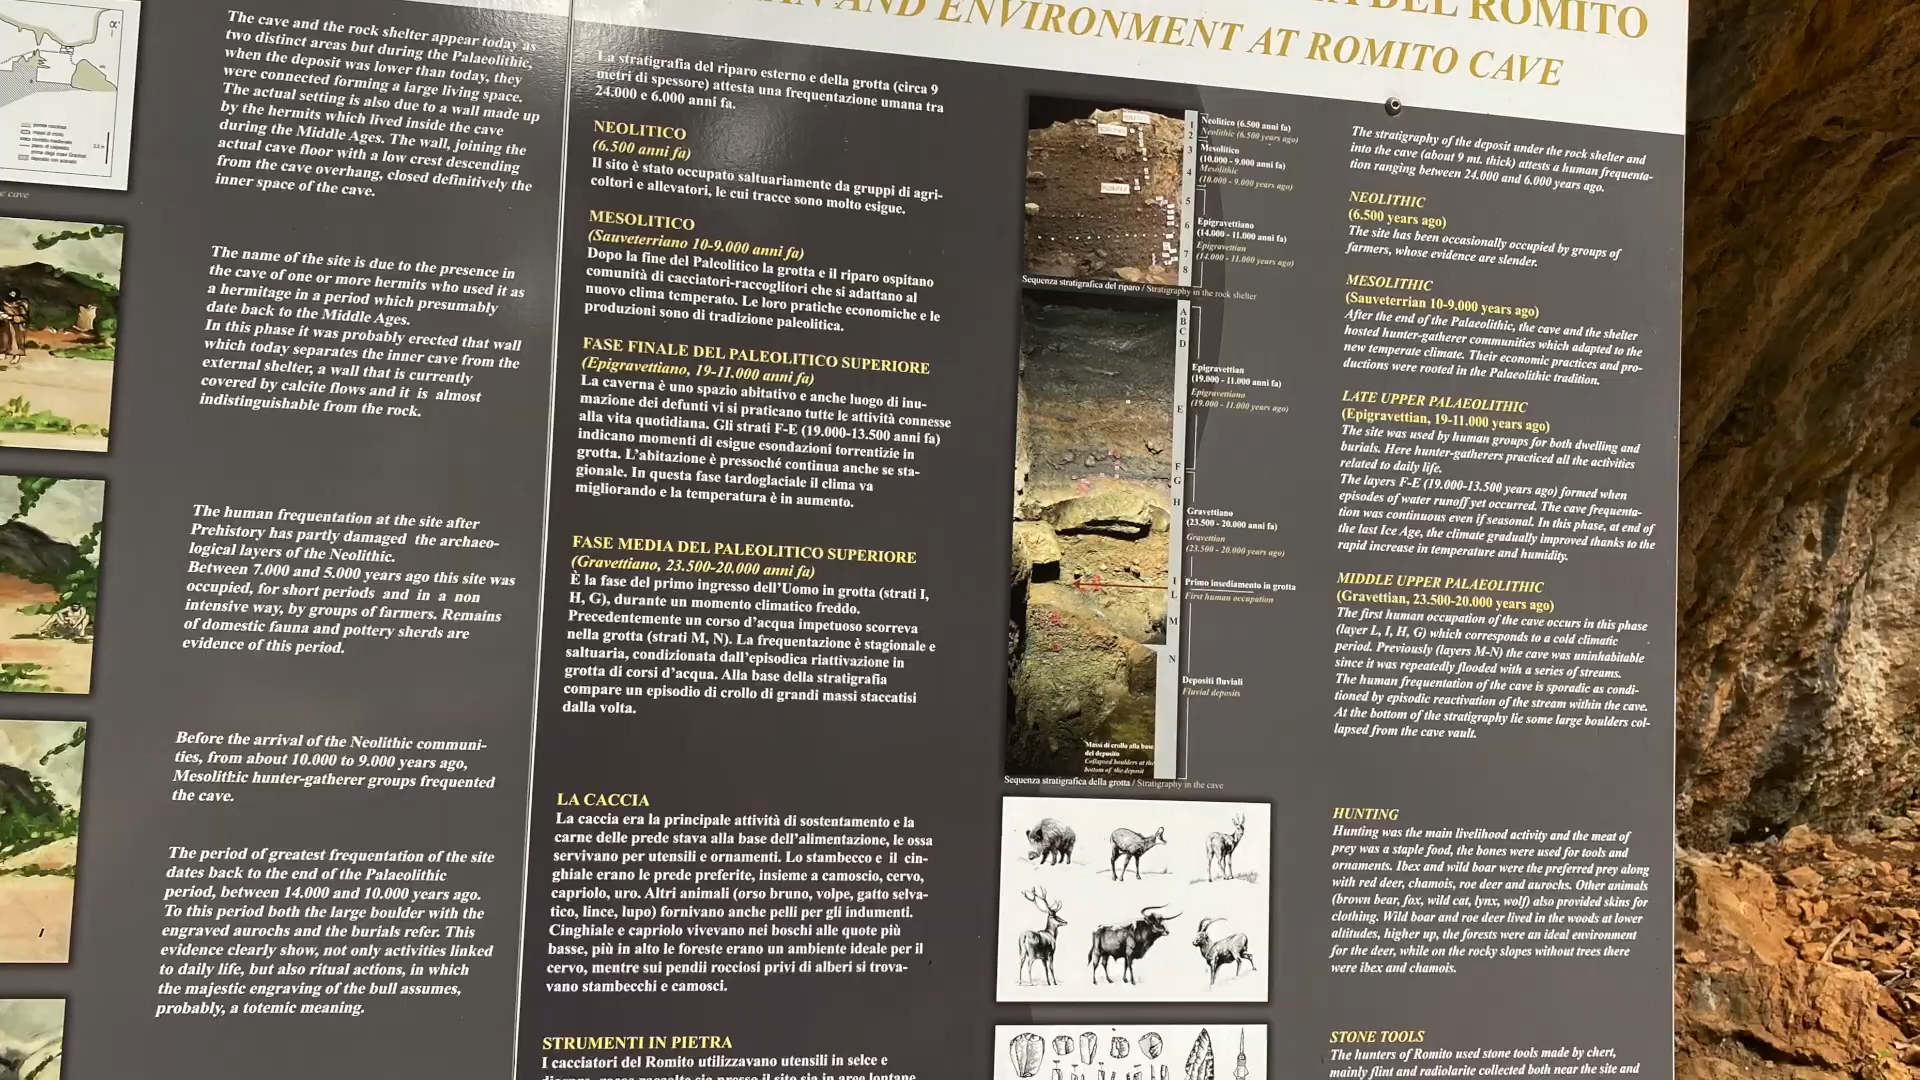 DEL ROMITO
AND ENVIRONMENT AT ROMITO CAVE
The cave and the rock shelter appear today as
two distinct areas but during the Palaeolithic,
when the deposit was lower than today, they
were connected forming a large living space.
The actual setting is also due to a wall made up
by the hermits which lived inside the cave
during the Middle Ages. The wall, joining the
actual cave floor with a low crest descending
from the cave overhang, closed definitively the
inner space of the cave.
The name of the site is due to the presence in
the cave of one or more hermits who used it as
a hermitage in a period which presumably
date back to the Middle Ages.
In this phase it was probably erected that wall
which today separates the inner cave from the
external shelter, a wall that is currently
covered by calcite flows and it is almost
indistinguishable from the rock.
The human frequentation at the site after
Prehistory has partly damaged the archaeo-
logical layers of the Neolithic.
Between 7.000 and 5.000 years ago this site was
occupied, for short periods and in a non
intensive way, by groups of farmers. Remains
of domestic fauna and pottery sherds are
evidence of this period.
Before the arrival of the Neolithic communi-
ties, from about 10.000 to 9.000 years ago,
Mesolithic hunter-gatherer groups frequented
the cave.
The period of greatest frequentation of the site
dates back to the end of the Palaeolithic
period, between 14.000 and 10.000 years ago.
To this period both the large boulder with the
engraved aurochs and the burials refer. This
evidence clearly show, not only activities linked
to daily life, but also ritual actions, in which
the majestic engraving of the bull assumes,
probably, a totemic meaning.
La stratigrafia del riparo esterno e della grotta (circa 9
metri di spessore) attesta una frequentazione umana tra
24.000 e 6.000 anni fa.
NEOLITICO
(6.500 anni fa)
Il sito è stato occupato saltuariamente da gruppi di agri-
coltori e allevatori, le cui tracce sono molto esigue.
MESOLITICO
(Sauveterriano 10-9.000 anni fa)
Dopo la fine del Paleolitico la grotta e il riparo ospitano
comunità di cacciatori-raccoglitori che si adattano al
nuovo clima temperato. Le loro pratiche economiche e le
produzioni sono di tradizione paleolitica.
FASE FINALE DEL PALEOLITICO SUPERIORE
(Epigravettiano, 19-11.000 anni fa)
La caverna è uno spazio abitativo e anche luogo di inu-
mazione dei defunti vi si praticano tutte le attività connesse
alla vita quotidiana. Gli strati F-E (19.000-13.500 anni fa)
indicano momenti di esigue esondazioni torrentizie in
grotta. L'abitazione è pressoché continua anche se sta-
gionale. In questa fase tardoglaciale il clima va
migliorando e la temperatura è in aumento.
FASE MEDIA DEL PALEOLITICO SUPERIORE
(Gravettiano, 23.500-20.000 anni fa)
È la fase del primo ingresso dell'Uomo in grotta (strati I,
H, G), durante un momento climatico freddo.
Precedentemente un corso d'acqua impetuoso scorreva
nella grotta (strati M, N). La frequentazione è stagionale e
saltuaria, condizionata dall'episodica riattivazione in
grotta di corsi d'acqua. Alla base della stratigrafia
compare un episodio di crollo di grandi massi staccatisi
dalla volta.
LA CACCIA
La caccia era la principale attività di sostentamento e la
carne delle prede stava alla base dell'alimentazione, le ossa
servivano per utensili e ornamenti. Lo stambecco e il cin-
ghiale erano le prede preferite, insieme a camoscio, cervo,
capriolo, uro. Altri animali (orso bruno, volpe, gatto selva-
tico, lince, lupo) fornivano anche pelli per gli indumenti.
Cinghiale e capriolo vivevano nei boschi alle quote più
basse, più in alto le foreste erano un ambiente ideale per il
cervo, mentre sui pendii rocciosi privi di alberi si trova-
vano stambecchi e camosci.
STRUMENTI IN PIETRA
I cacciatori del Romito utilizzavano utensili in selce e
1
2
3
4
5
6
7
8
Neolitico (6.500 anni fa)
Neolithic (6.500 years ago)
Mesolitico
(10.000 - 9.000 anni fa)
Mesolithic
(10.000 - 9.000 years ago)
Epigravettiano
(14.000 - 11.000 anni fa)
Epigravettian
(14.000 - 11.000 years ago)
Sequenza stratigrafica del riparo / Stratigraphy in the rock shelter
A
B
C
D
E
F
G
H
I
L
M
N
Epigravettian
(19.000 - 11.000 anni fa)
Epigravettiano
(19.000 - 11.000 years ago)
Gravettiano
(23.500 - 20.000 anni fa)
Gravettian
(23.500 - 20.000 years ago)
Primo insediamento in grotta
First human occupation
Depositi fluviali
Fluvial deposits
Massi di crollo alla base
del deposito
Collapsed boulders at the
bottom of the deposit
Sequenza stratigrafica della grotta / Stratigraphy in the cave
The stratigraphy of the deposit under the rock shelter and
into the cave (about 9 mt. thick) attests a human frequenta-
tion ranging between 24.000 and 6.000 years ago.
NEOLITHIC
(6.500 years ago)
The site has been occasionally occupied by groups of
farmers, whose evidence are slender.
MESOLITHIC
(Sauveterrian 10-9.000 years ago)
After the end of the Palaeolithic, the cave and the shelter
hosted hunter-gatherer communities which adapted to the
new temperate climate. Their economic practices and pro-
ductions were rooted in the Palaeolithic tradition.
LATE UPPER PALAEOLITHIC
(Epigravettian, 19-11.000 years ago)
The site was used by human groups for both dwelling and
burials. Here hunter-gatherers practiced all the activities
related to daily life.
The layers F-E (19.000-13.500 years ago) formed when
episodes of water runoff yet occurred. The cave frequenta-
tion was continuous even if seasonal. In this phase, at end of
the last Ice Age, the climate gradually improved thanks to the
rapid increase in temperature and humidity.
MIDDLE UPPER PALAEOLITHIC
(Gravettian, 23.500-20.000 years ago)
The first human occupation of the cave occurs in this phase
(layer L, I, H, G) which corresponds to a cold climatic
period. Previously (layers M-N) the cave was uninhabitable
since it was repeatedly flooded with a series of streams.
The human frequentation of the cave is sporadic as condi-
tioned by episodic reactivation of the stream within the cave.
At the bottom of the stratigraphy lie some large boulders col-
lapsed from the cave vault.
HUNTING
Hunting was the main livelihood activity and the meat of
prey was a staple food, the bones were used for tools and
ornaments. Ibex and wild boar were the preferred prey along
with red deer, chamois, roe deer and aurochs. Other animals
(brown bear, fox, wild cat, lynx, wolf) also provided skins for
clothing. Wild boar and roe deer lived in the woods at lower
altitudes, higher up, the forests were an ideal environment
for the deer, while on the rocky slopes without trees there
were ibex and chamois.
STONE TOOLS
The hunters of Romito used stone tools made by chert,
mainly flint and radiolarite collected both near the site and